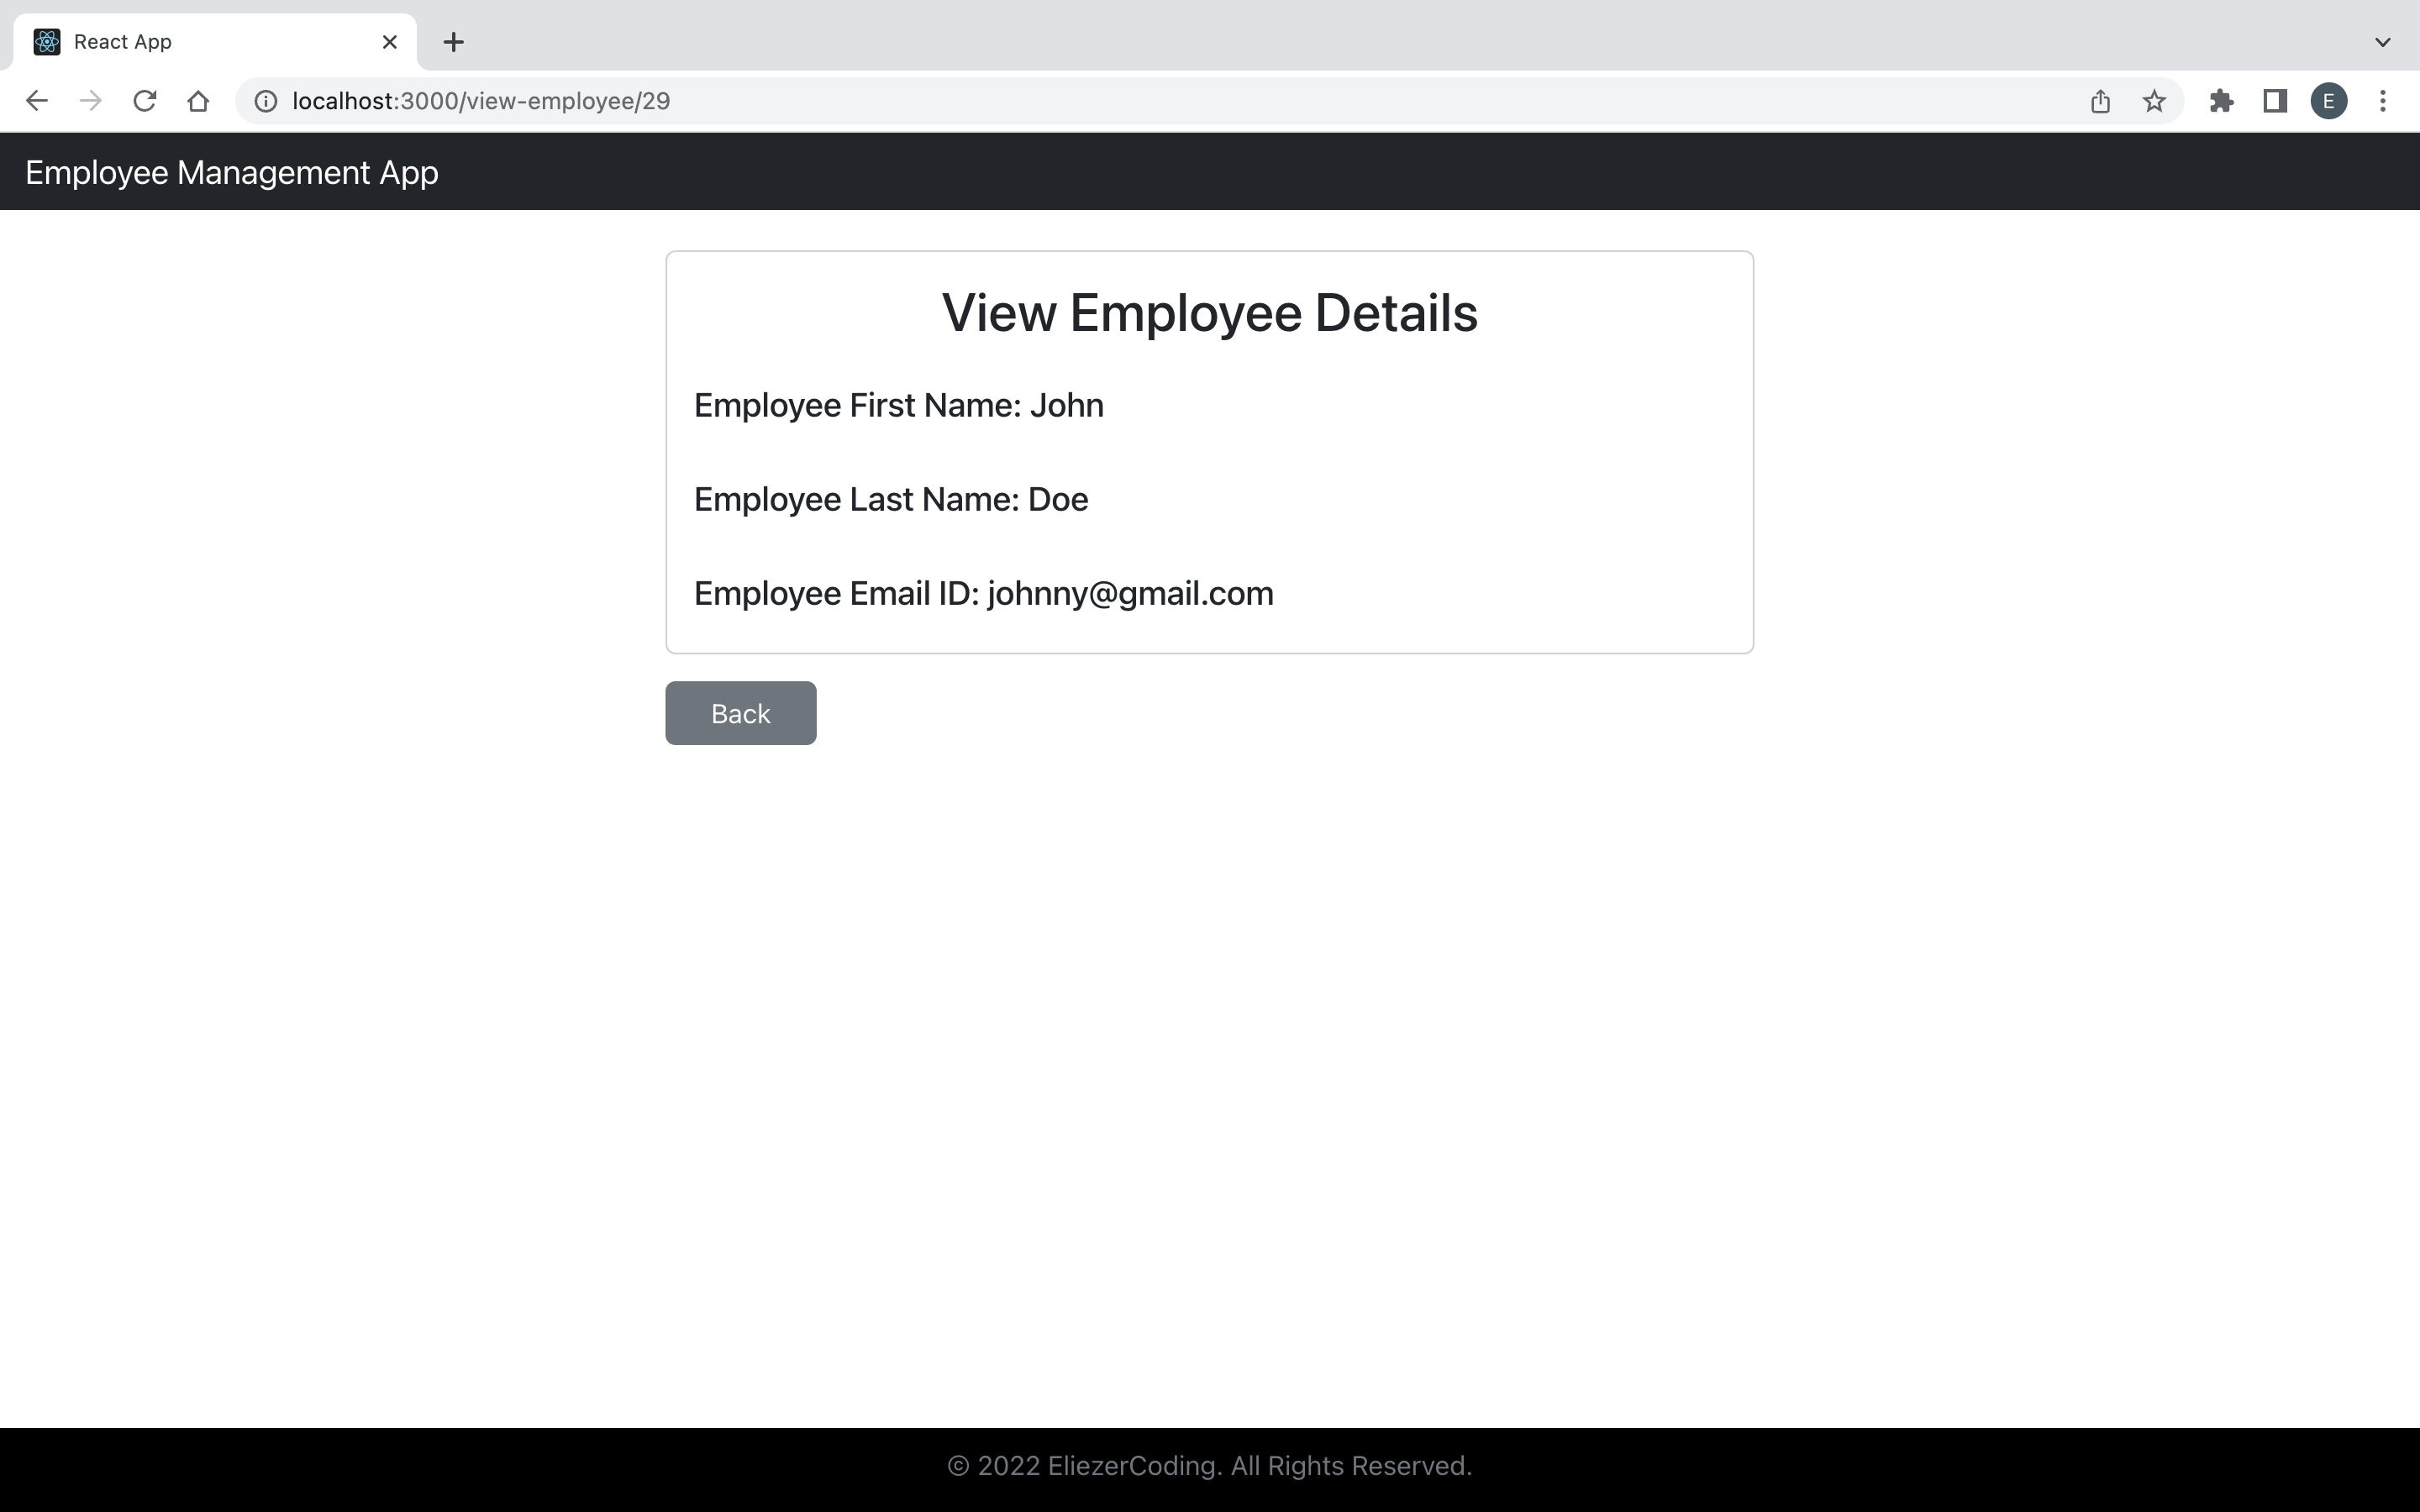 React App
localhost:3000/view-employee/29
E
Employee Management App
View Employee Details
Employee First Name: John
Employee Last Name: Doe
Employee Email ID: johnny@gmail.com
Back
© 2022 EliezerCoding. All Rights Reserved.